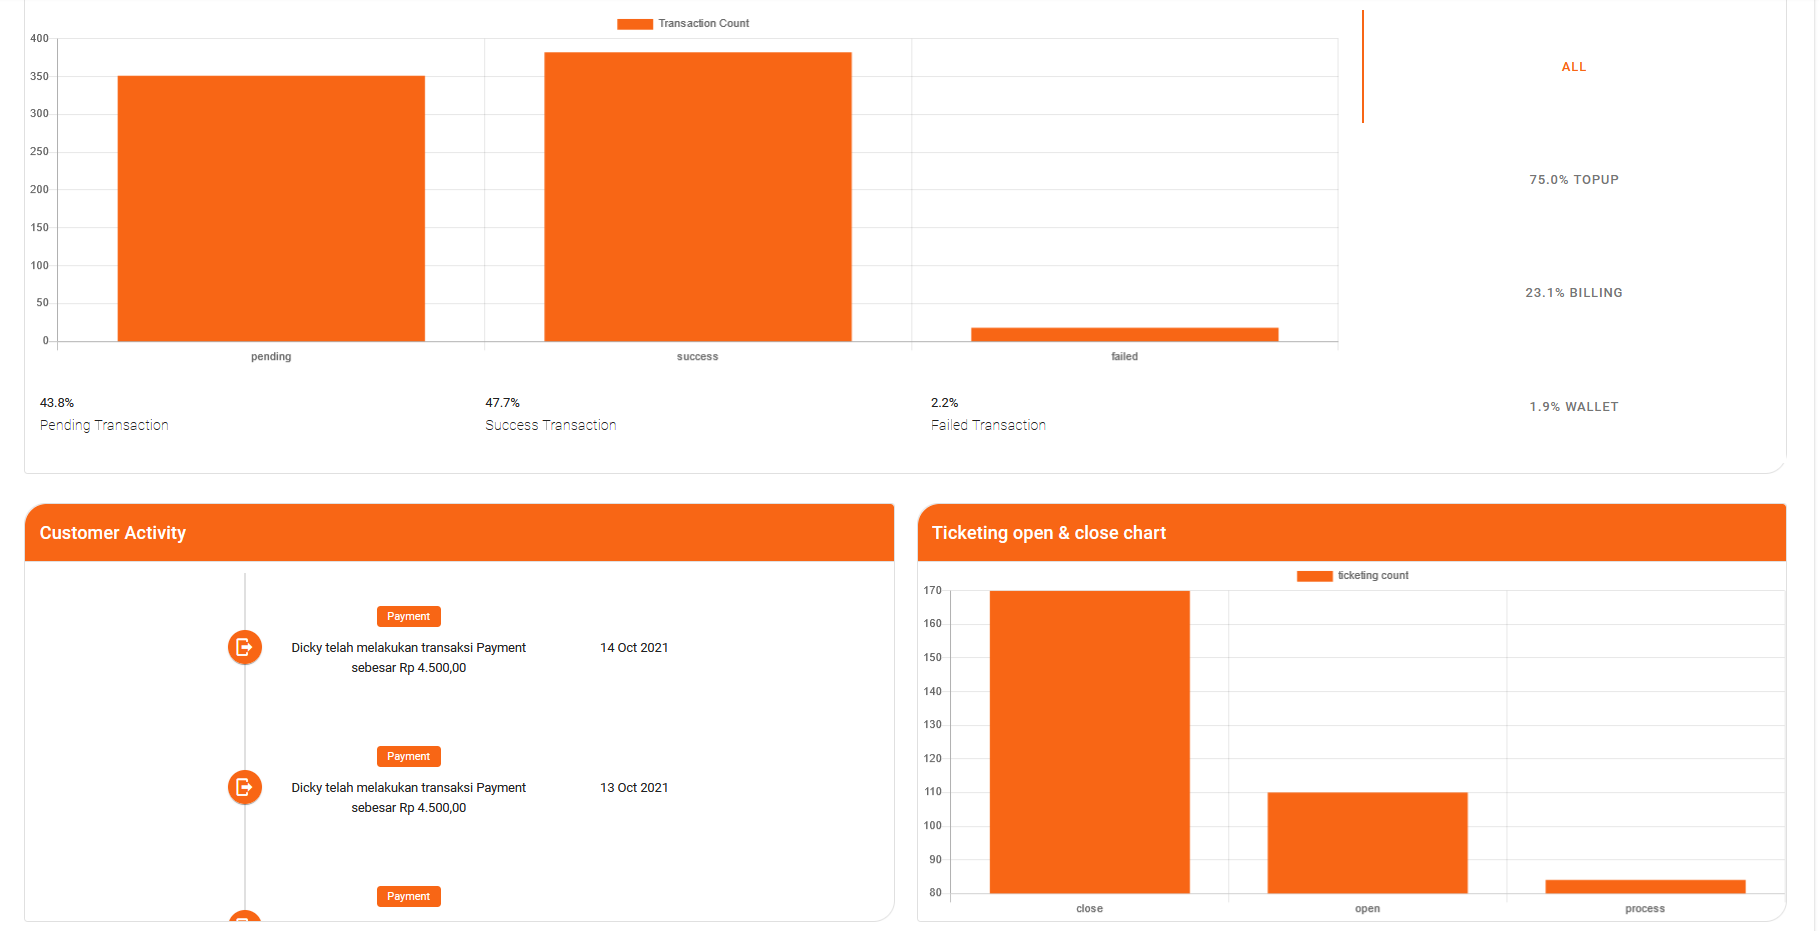 Transaction Count
400
350
300
250
200
150
100
50
0
pending success failed
43.8%
Pending Transaction
47.7%
Success Transaction
2.2%
Failed Transaction
ALL
75.0% TOPUP
23.1% BILLING
1.9% WALLET
Customer Activity
Payment
Dicky telah melakukan transaksi Payment
sebesar Rp 4.500,00
14 Oct 2021
Payment
Dicky telah melakukan transaksi Payment
sebesar Rp 4.500,00
13 Oct 2021
Payment
Ticketing open & close chart
ticketing count
170
160
150
140
130
120
110
100
90
80
close open process